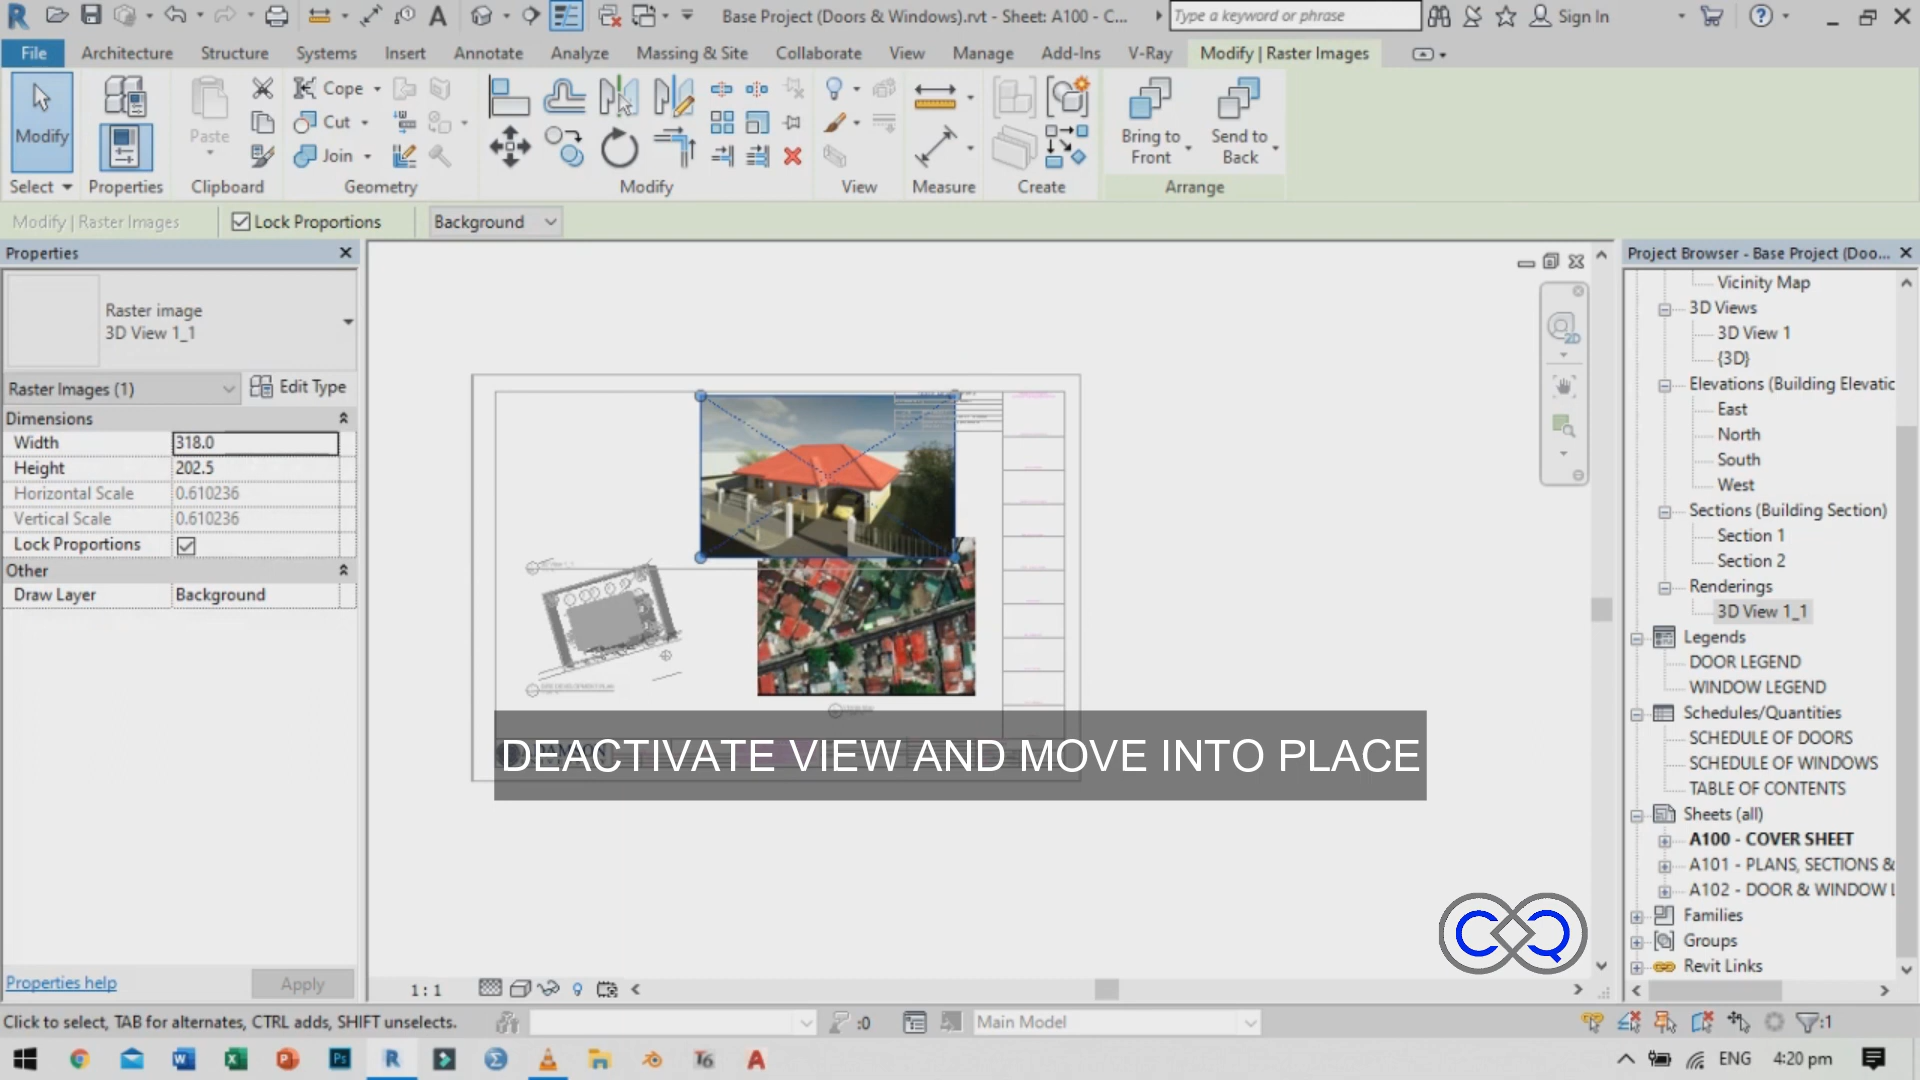 Base Project (Doors & Windows).rvt - Sheet: A100 - C...
Type a keyword or phrase
Sign In
File
Architecture
Structure
Systems
Insert
Annotate
Analyze
Massing & Site
Collaborate
View
Manage
Add-Ins
V-Ray
Modify | Raster Images
Modify
Paste
Cope
Cut
Join
Bring to Front
Send to Back
Select
Properties
Clipboard
Geometry
Modify
View
Measure
Create
Arrange
Modify | Raster Images
Lock Proportions
Background
Properties
Raster image
3D View 1_1
Raster Images (1)
Edit Type
Dimensions
Width 318.0
Height 202.5
Horizontal Scale 0.610236
Vertical Scale 0.610236
Lock Proportions
Other
Draw Layer Background
Properties help
Apply
2D
DEACTIVATE VIEW AND MOVE INTO PLACE
1 : 1
Project Browser - Base Project (Doo...
Vicinity Map
3D Views
3D View 1
{3D}
Elevations (Building Elevatic
East
North
South
West
Sections (Building Section)
Section 1
Section 2
Renderings
3D View 1_1
Legends
DOOR LEGEND
WINDOW LEGEND
Schedules/Quantities
SCHEDULE OF DOORS
SCHEDULE OF WINDOWS
TABLE OF CONTENTS
Sheets (all)
A100 - COVER SHEET
A101 - PLANS, SECTIONS &
A102 - DOOR & WINDOW L
Families
Groups
Revit Links
Click to select, TAB for alternates, CTRL adds, SHIFT unselects.
:0
Main Model
:1
ENG
4:20 pm